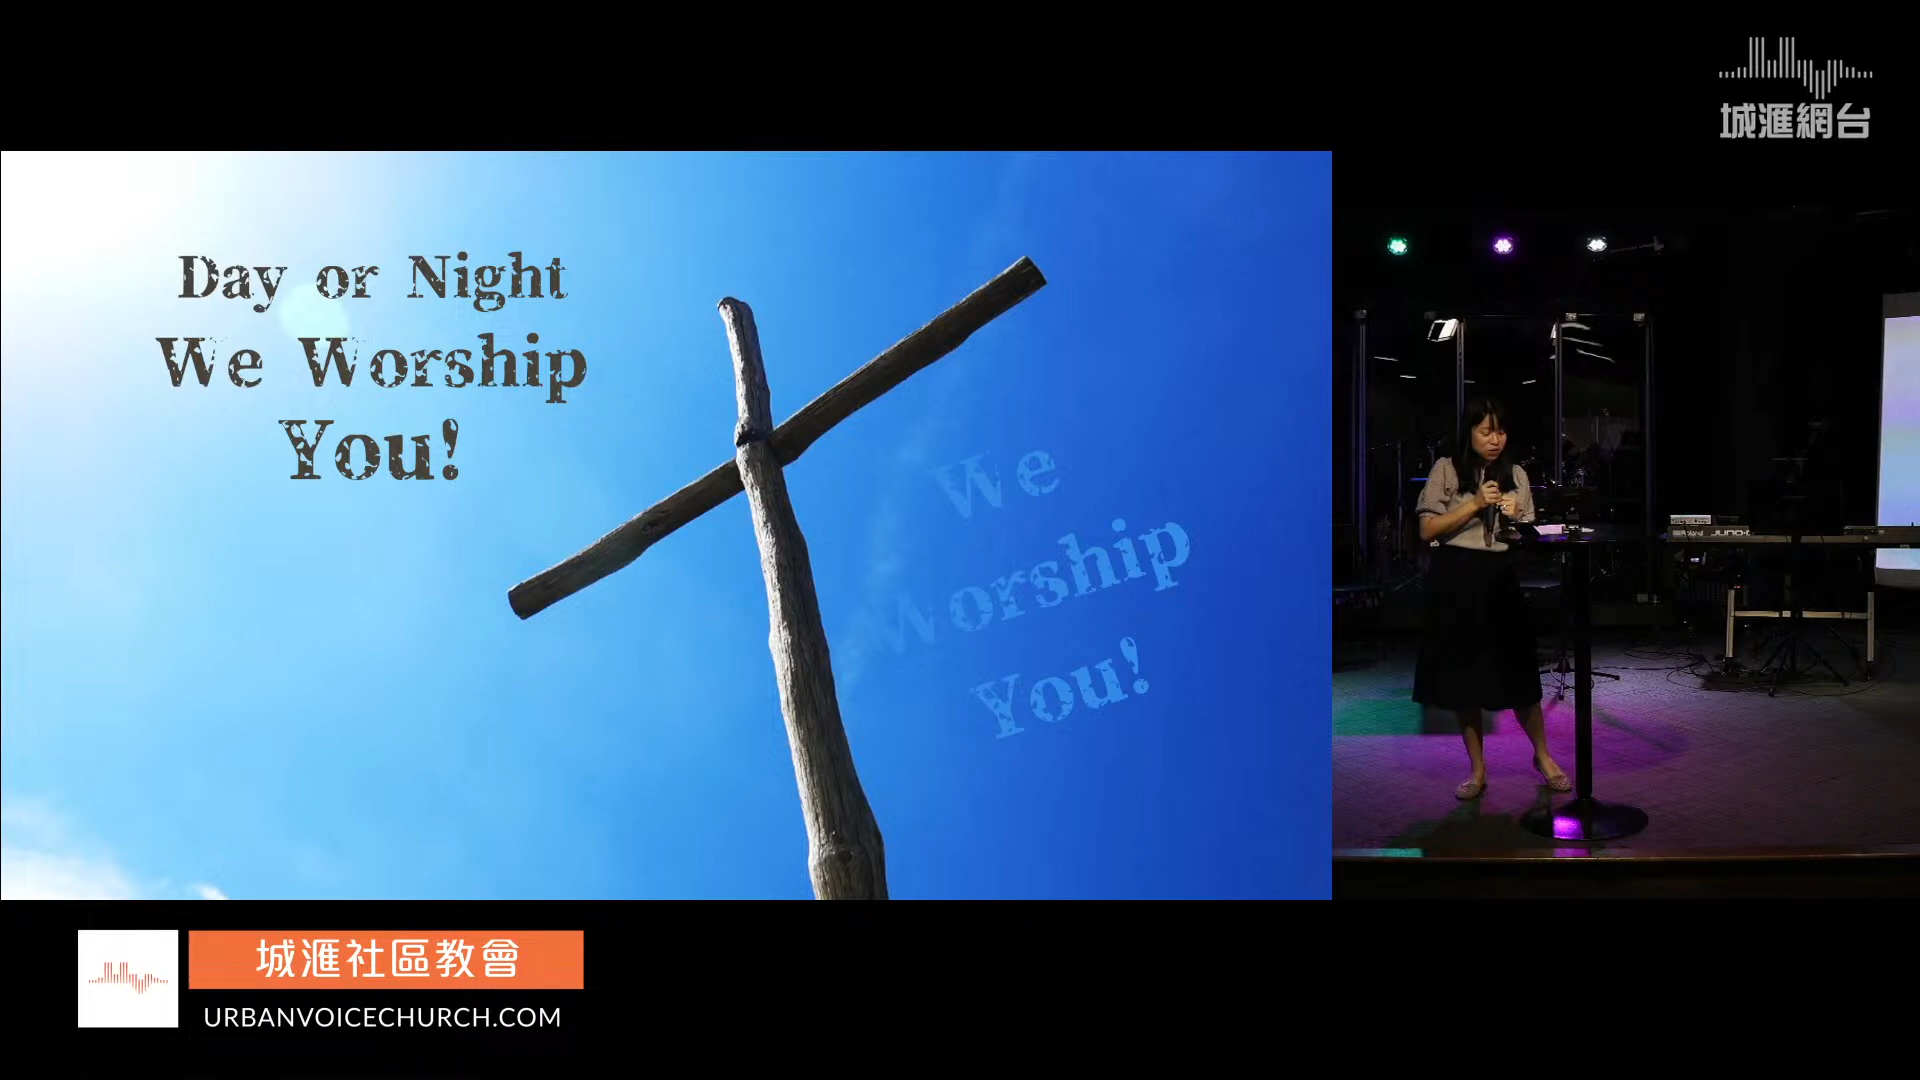 城滙網台
Day or Night
We Worship
You!
We
Worship
You!
Roland JUNO-
城滙社區教會
URBANVOICECHURCH.COM